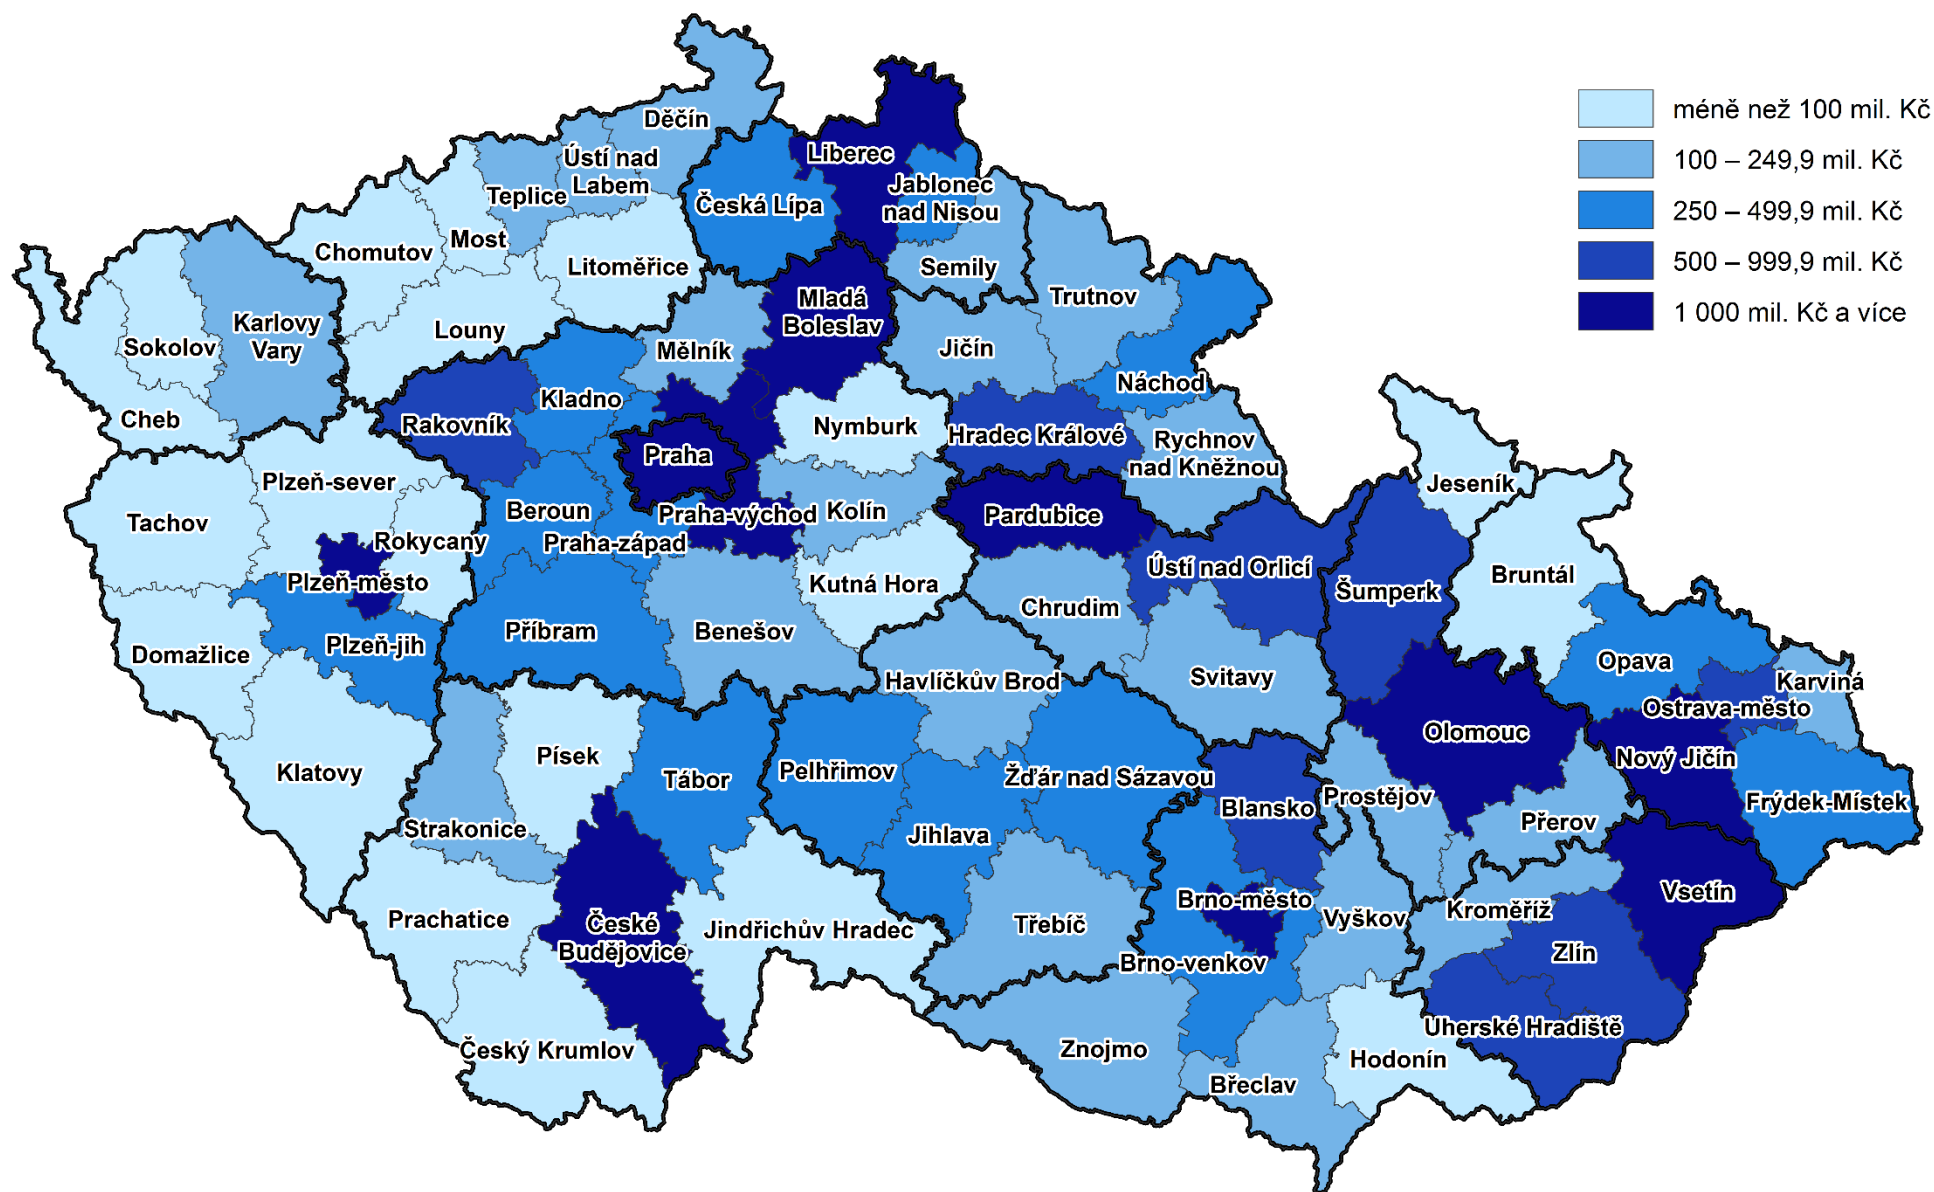 méně než 100 mil. Kč
100 – 249,9 mil. Kč
250 – 499,9 mil. Kč
500 – 999,9 mil. Kč
1 000 mil. Kč a více
Děčín
Liberec
Ústí nad
Labem
Teplice
Jablonec
nad Nisou
Česká Lípa
Most
Chomutov
Litoměřice
Semily
Trutnov
Mladá
Boleslav
Karlovy
Vary
Louny
Sokolov
Mělník
Jičín
Náchod
Kladno
Cheb
Rakovník
Nymburk
Hradec Králové
Rychnov
nad Kněžnou
Praha
Plzeň-sever
Jeseník
Tachov
Beroun
Praha-východ
Kolín
Pardubice
Rokycany
Praha-západ
Plzeň-město
Kutná Hora
Ústí nad Orlicí
Šumperk
Bruntál
Chrudim
Příbram
Benešov
Plzeň-jih
Domažlice
Opava
Havlíčkův Brod
Svitavy
Karviná
Ostrava-město
Olomouc
Písek
Nový Jičín
Klatovy
Tábor
Pelhřimov
Žďár nad Sázavou
Prostějov
Blansko
Frýdek-Místek
Strakonice
Jihlava
Přerov
Vsetín
Brno-město
Kroměříž
Prachatice
České
Budějovice
Jindřichův Hradec
Třebíč
Vyškov
Zlín
Brno-venkov
Uherské Hradiště
Český Krumlov
Znojmo
Hodonín
Břeclav